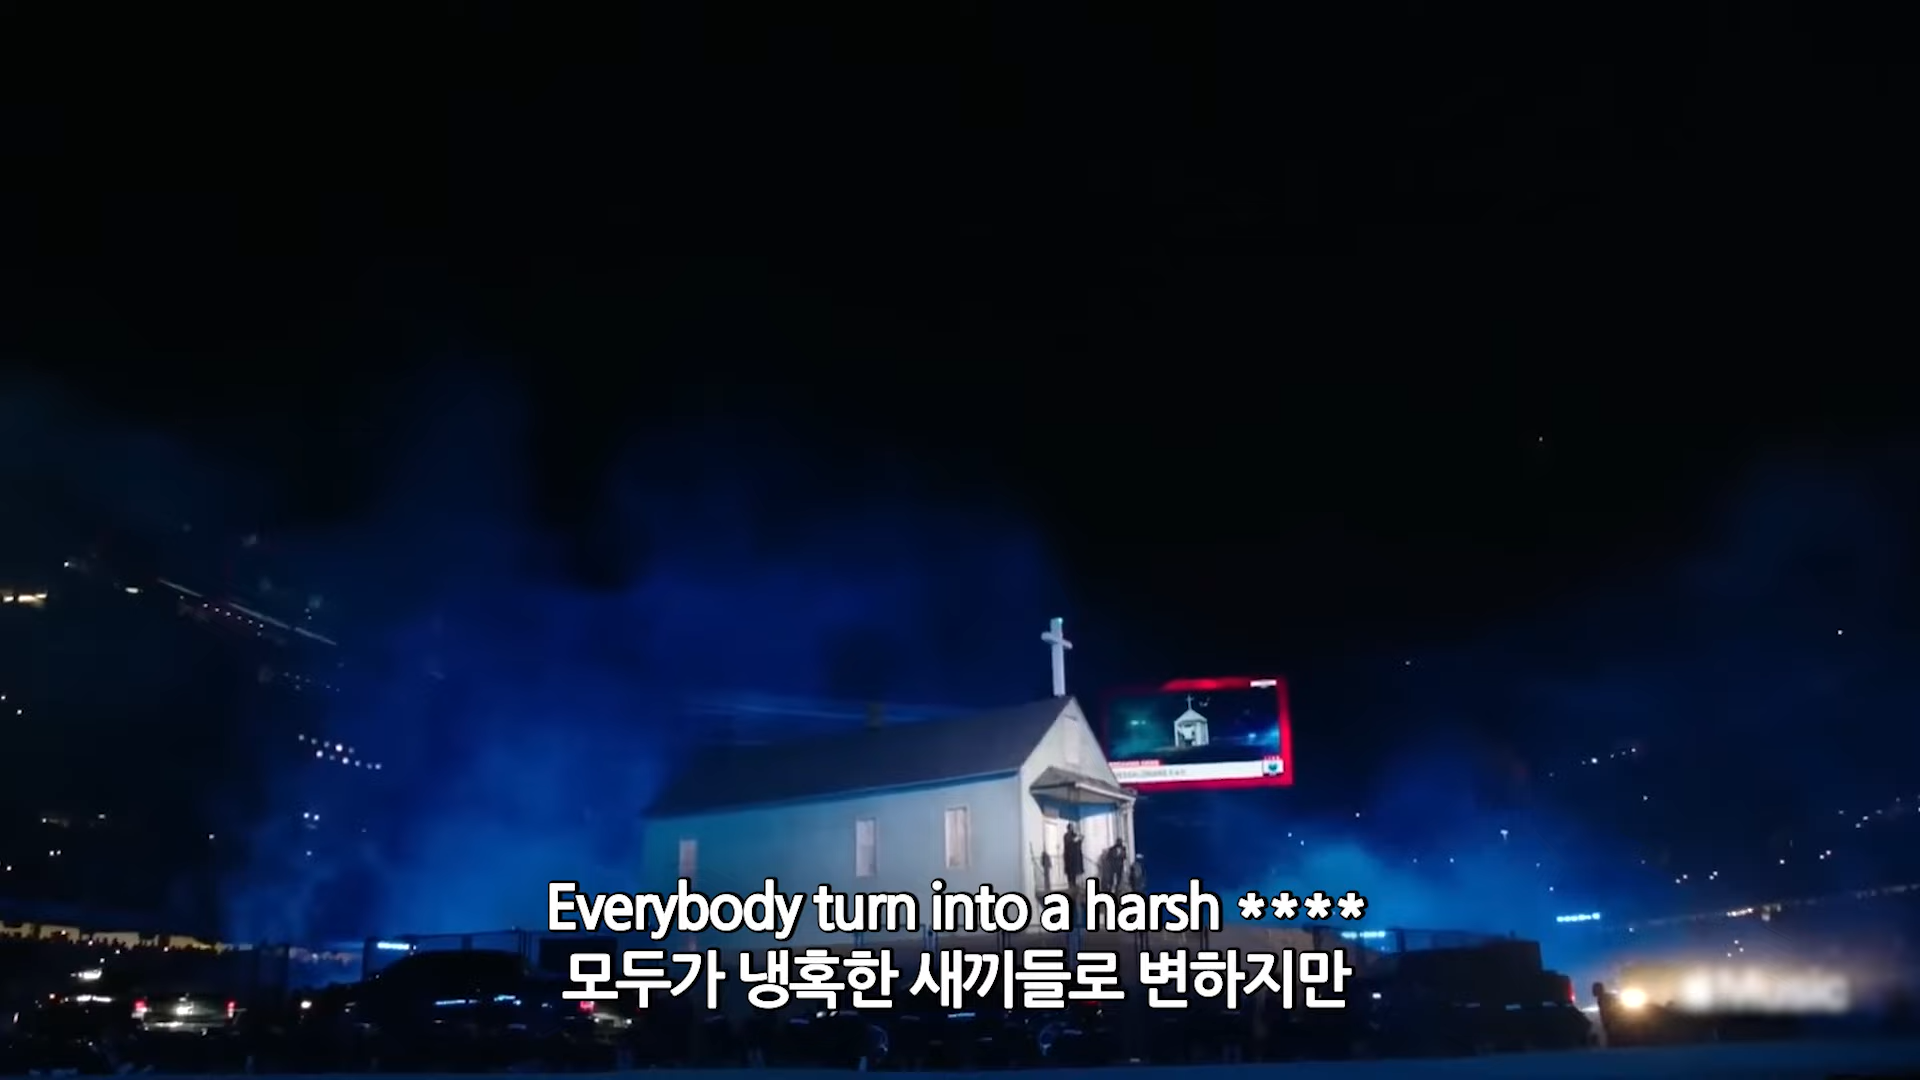 Everybody turn into a harsh ****
모두가 냉혹한 새끼들로 변하지만